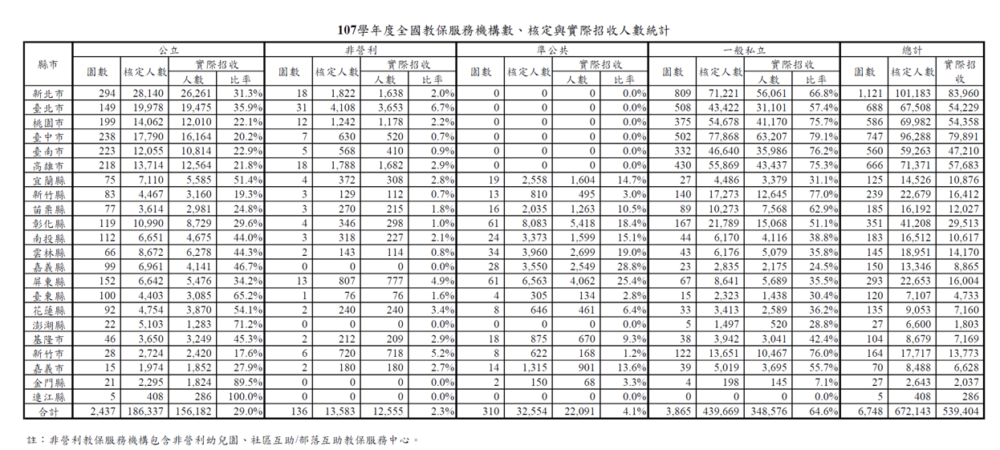 107學年度全國教保服務機構數、核定與實際招收人數統計
縣市 公立 非營利 準公共 一般私立 總計
園數 核定人數 實際招收 園數 核定人數 實際招收 園數 核定人數 實際招收 園數 核定人數 實際招收 園數 核定人數 實際招收
人數 比率 人數 比率 人數 比率 人數 比率
新北市 294 28,140 26,261 31.3% 18 1,822 1,638 2.0% 0 0 0 0.0% 809 71,221 56,061 66.8% 1,121 101,183 83,960
臺北市 149 19,978 19,475 35.9% 31 4,108 3,653 6.7% 0 0 0 0.0% 508 43,422 31,101 57.4% 688 67,508 54,229
桃園市 199 14,062 12,010 22.1% 12 1,242 1,178 2.2% 0 0 0 0.0% 375 54,678 41,170 75.7% 586 69,982 54,358
臺中市 238 17,790 16,164 20.2% 7 630 520 0.7% 0 0 0 0.0% 502 77,868 63,207 79.1% 747 96,288 79,891
臺南市 223 12,055 10,814 22.9% 5 568 410 0.9% 0 0 0 0.0% 332 46,640 35,986 76.2% 560 59,263 47,210
高雄市 218 13,714 12,564 21.8% 18 1,788 1,682 2.9% 0 0 0 0.0% 430 55,869 43,437 75.3% 666 71,371 57,683
宜蘭縣 75 7,110 5,585 51.4% 4 372 308 2.8% 19 2,558 1,604 14.7% 27 4,486 3,379 31.1% 125 14,526 10,876
新竹縣 83 4,467 3,160 19.3% 3 129 112 0.7% 13 810 495 3.0% 140 17,273 12,645 77.0% 239 22,679 16,412
苗栗縣 77 3,614 2,981 24.8% 3 270 215 1.8% 16 2,035 1,263 10.5% 89 10,273 7,568 62.9% 185 16,192 12,027
彰化縣 119 10,990 8,729 29.6% 4 346 298 1.0% 61 8,083 5,418 18.4% 167 21,789 15,068 51.1% 351 41,208 29,513
南投縣 112 6,651 4,675 44.0% 3 318 227 2.1% 24 3,373 1,599 15.1% 44 6,170 4,116 38.8% 183 16,512 10,617
雲林縣 66 8,672 6,278 44.3% 2 143 114 0.8% 34 3,960 2,699 19.0% 43 6,176 5,079 35.8% 145 18,951 14,170
嘉義縣 99 6,961 4,141 46.7% 0 0 0 0.0% 28 3,550 2,549 28.8% 23 2,835 2,175 24.5% 150 13,346 8,865
屏東縣 152 6,642 5,476 34.2% 13 807 777 4.9% 61 6,563 4,062 25.4% 67 8,641 5,689 35.5% 293 22,653 16,004
臺東縣 100 4,403 3,085 65.2% 1 76 76 1.6% 4 305 134 2.8% 15 2,323 1,438 30.4% 120 7,107 4,733
花蓮縣 92 4,754 3,870 54.1% 2 240 240 3.4% 8 646 461 6.4% 33 3,413 2,589 36.2% 135 9,053 7,160
澎湖縣 22 5,103 1,283 71.2% 0 0 0 0.0% 0 0 0 0.0% 5 1,497 520 28.8% 27 6,600 1,803
基隆市 46 3,650 3,249 45.3% 2 212 209 2.9% 18 875 670 9.3% 38 3,942 3,041 42.4% 104 8,679 7,169
新竹市 28 2,724 2,420 17.6% 6 720 718 5.2% 8 622 168 1.2% 122 13,651 10,467 76.0% 164 17,717 13,773
嘉義市 15 1,974 1,852 27.9% 2 180 180 2.7% 14 1,315 901 13.6% 39 5,019 3,695 55.7% 70 8,488 6,628
金門縣 21 2,295 1,824 89.5% 0 0 0 0.0% 2 150 68 3.3% 4 198 145 7.1% 27 2,643 2,037
連江縣 5 408 286 100.0% 0 0 0 0.0% 0 0 0 0.0% 0 0 0 0.0% 5 408 286
合計 2,437 186,337 156,182 29.0% 136 13,583 12,555 2.3% 310 32,554 22,091 4.1% 3,865 439,669 348,576 64.6% 6,748 672,143 539,404
註：非營利教保服務機構包含非營利幼兒園、社區互助/部落互助教保服務中心。